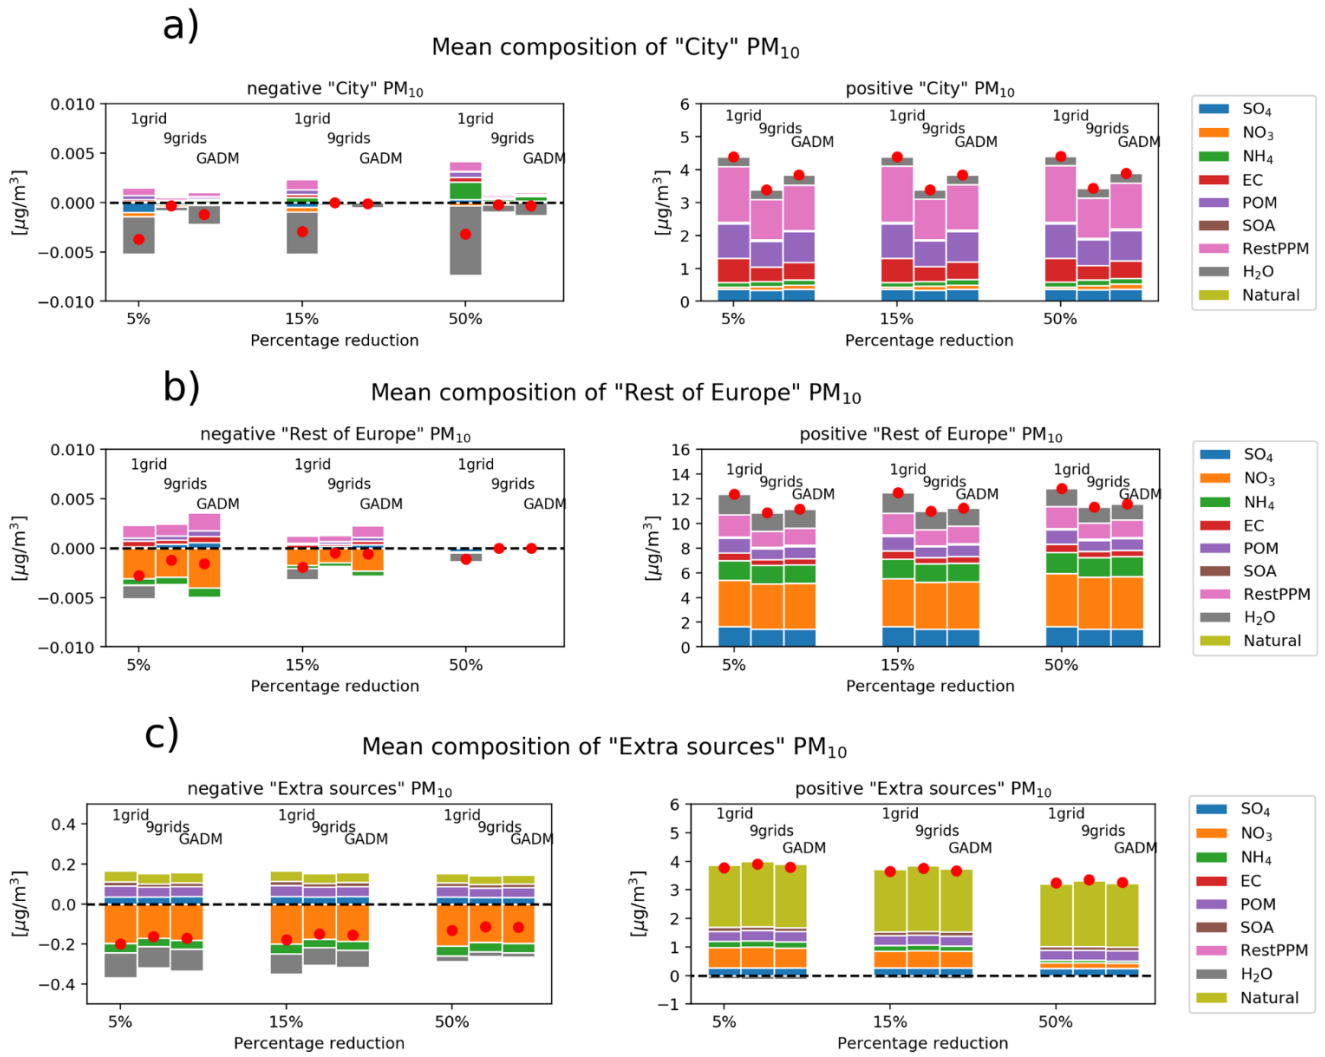 a)
Mean composition of "City" PM₁₀
negative "City" PM₁₀
positive "City" PM₁₀
0.010
0.005
0.000
−0.005
−0.010
[μg/m³]
1grid
9grids
GADM
1grid
9grids
GADM
1grid
9grids
GADM
5%
15%
50%
Percentage reduction
6
5
4
3
2
1
0
[μg/m³]
1grid
9grids
GADM
1grid
9grids
GADM
1grid
9grids
GADM
5%
15%
50%
Percentage reduction
SO₄
NO₃
NH₄
EC
POM
SOA
RestPPM
H₂O
Natural
b)
Mean composition of "Rest of Europe" PM₁₀
negative "Rest of Europe" PM₁₀
positive "Rest of Europe" PM₁₀
0.010
0.005
0.000
−0.005
−0.010
[μg/m³]
1grid
9grids
GADM
1grid
9grids
GADM
1grid
9grids
GADM
5%
15%
50%
Percentage reduction
16
14
12
10
8
6
4
2
0
[μg/m³]
1grid
9grids
GADM
1grid
9grids
GADM
1grid
9grids
GADM
5%
15%
50%
Percentage reduction
SO₄
NO₃
NH₄
EC
POM
SOA
RestPPM
H₂O
Natural
c)
Mean composition of "Extra sources" PM₁₀
negative "Extra sources" PM₁₀
positive "Extra sources" PM₁₀
0.4
0.2
0.0
−0.2
−0.4
[μg/m³]
1grid
9grids
GADM
1grid
9grids
GADM
1grid
9grids
GADM
5%
15%
50%
Percentage reduction
6
5
4
3
2
1
0
−1
[μg/m³]
1grid
9grids
GADM
1grid
9grids
GADM
1grid
9grids
GADM
5%
15%
50%
Percentage reduction
SO₄
NO₃
NH₄
EC
POM
SOA
RestPPM
H₂O
Natural